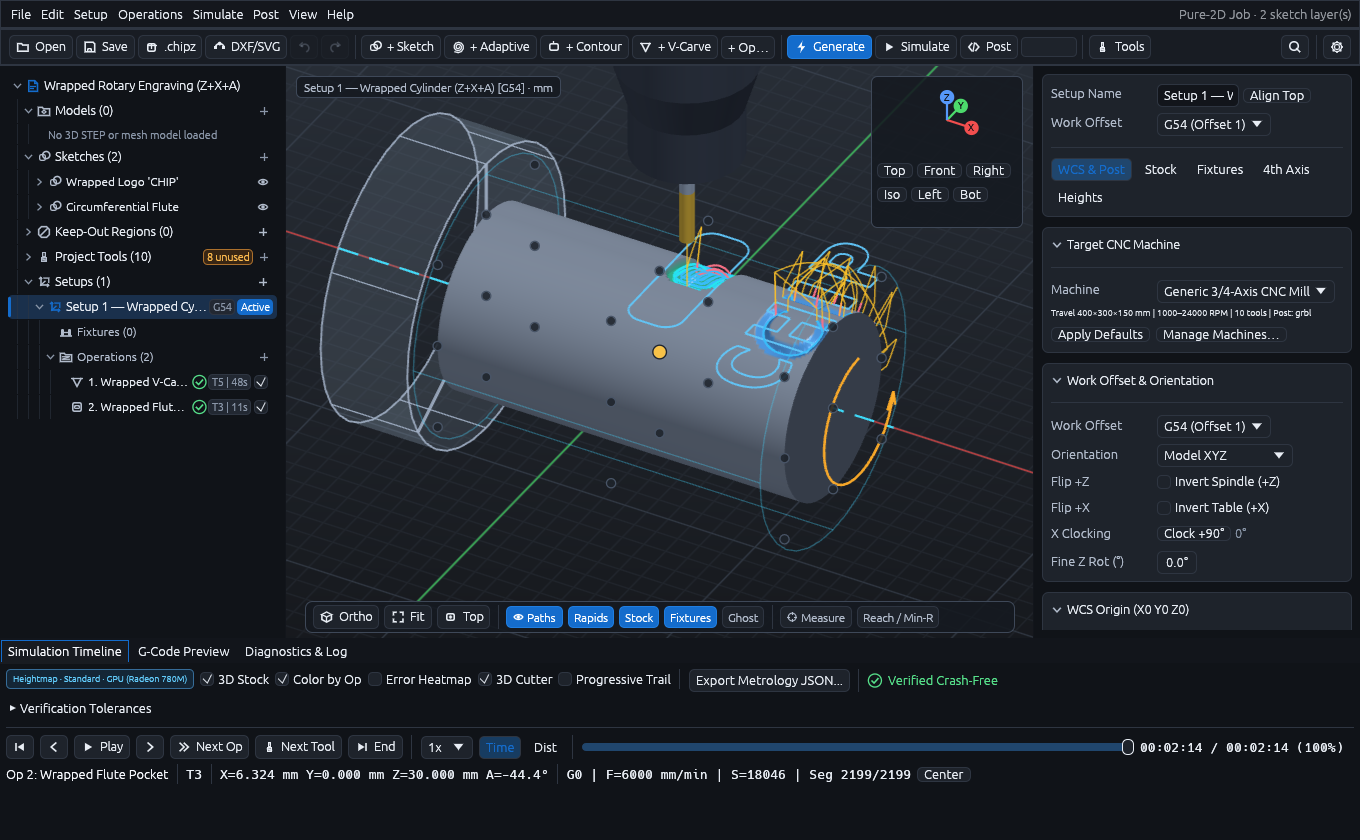 File Edit Setup Operations Simulate Post View Help
Pure-2D Job · 2 sketch layer(s)
Open Save .chipz DXF/SVG + Sketch + Adaptive + Contour + V-Carve + Op… Generate Simulate Post Tools
Wrapped Rotary Engraving (Z+X+A)
Models (0) +
No 3D STEP or mesh model loaded
Sketches (2) +
Wrapped Logo 'CHIP'
Circumferential Flute
Keep-Out Regions (0) +
Project Tools (10) 8 unused +
Setups (1) +
Setup 1 — Wrapped Cy… G54 Active
Fixtures (0)
Operations (2) +
1. Wrapped V-Ca… T5 | 48s
2. Wrapped Flut… T3 | 11s
Setup 1 — Wrapped Cylinder (Z+X+A) [G54] · mm
Z Y X
Top Front Right
Iso Left Bot
Ortho Fit Top Paths Rapids Stock Fixtures Ghost Measure Reach / Min-R
Setup Name Setup 1 — W Align Top
Work Offset G54 (Offset 1)
WCS & Post Stock Fixtures 4th Axis
Heights
Target CNC Machine
Machine Generic 3/4-Axis CNC Mill
Travel 400×300×150 mm | 1000–24000 RPM | 10 tools | Post: grbl
Apply Defaults Manage Machines…
Work Offset & Orientation
Work Offset G54 (Offset 1)
Orientation Model XYZ
Flip +Z Invert Spindle (+Z)
Flip +X Invert Table (+X)
X Clocking Clock +90° 0°
Fine Z Rot (°) 0.0°
WCS Origin (X0 Y0 Z0)
Simulation Timeline G-Code Preview Diagnostics & Log
Heightmap · Standard · GPU (Radeon 780M) 3D Stock Color by Op Error Heatmap 3D Cutter Progressive Trail Export Metrology JSON… Verified Crash-Free
Verification Tolerances
Play Next Op Next Tool End 1x Time Dist 00:02:14 / 00:02:14 (100%)
Op 2: Wrapped Flute Pocket T3 X=6.324 mm Y=0.000 mm Z=30.000 mm A=-44.4° G0 | F=6000 mm/min | S=18046 | Seg 2199/2199 Center